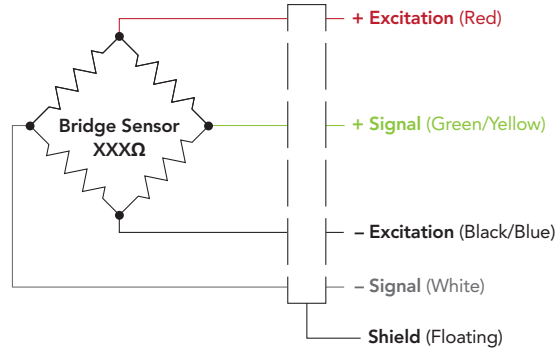 + Excitation (Red)
Bridge Sensor
XXXΩ
+ Signal (Green/Yellow)
– Excitation (Black/Blue)
– Signal (White)
Shield (Floating)